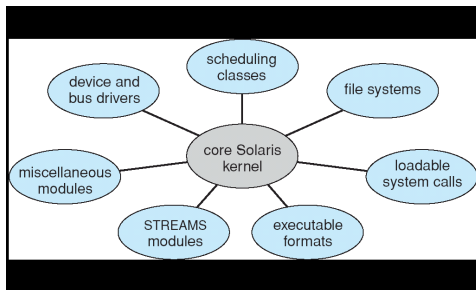 scheduling
classes
device and
bus drivers
file systems
core Solaris
kernel
miscellaneous
modules
loadable
system calls
STREAMS
modules
executable
formats